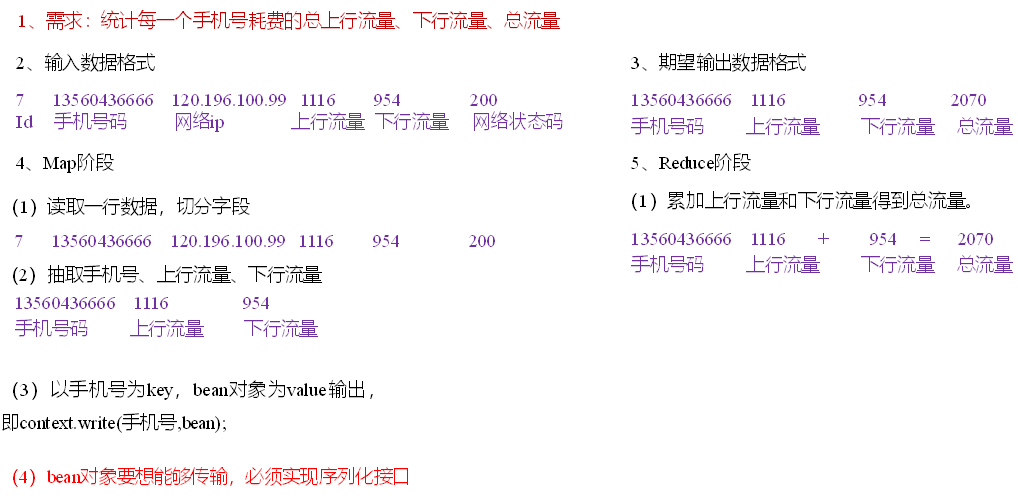 1、需求：统计每一个手机号耗费的总上行流量、下行流量、总流量
2、输入数据格式
7 13560436666 120.196.100.99 1116 954 200
Id 手机号码 网络ip 上行流量 下行流量 网络状态码
3、期望输出数据格式
13560436666 1116 954 2070
手机号码 上行流量 下行流量 总流量
4、Map阶段
(1) 读取一行数据，切分字段
7 13560436666 120.196.100.99 1116 954 200
(2) 抽取手机号、上行流量、下行流量
13560436666 1116 954
手机号码 上行流量 下行流量
(3) 以手机号为key，bean对象为value输出，
即context.write(手机号,bean);
(4) bean对象要想能够传输，必须实现序列化接口
5、Reduce阶段
(1) 累加上行流量和下行流量得到总流量。
13560436666 1116 + 954 = 2070
手机号码 上行流量 下行流量 总流量